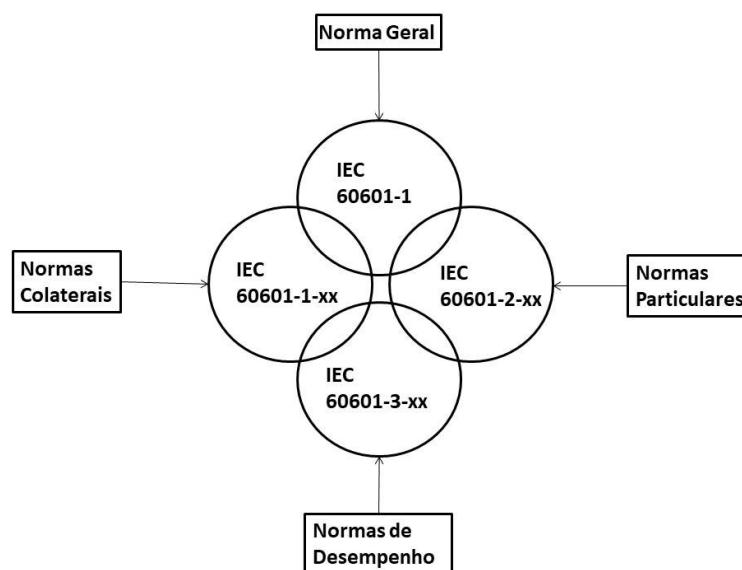 Norma Geral
IEC
60601-1
Normas
Colaterais
IEC
60601-1-xx
IEC
60601-2-xx
Normas
Particulares
IEC
60601-3-xx
Normas de
Desempenho